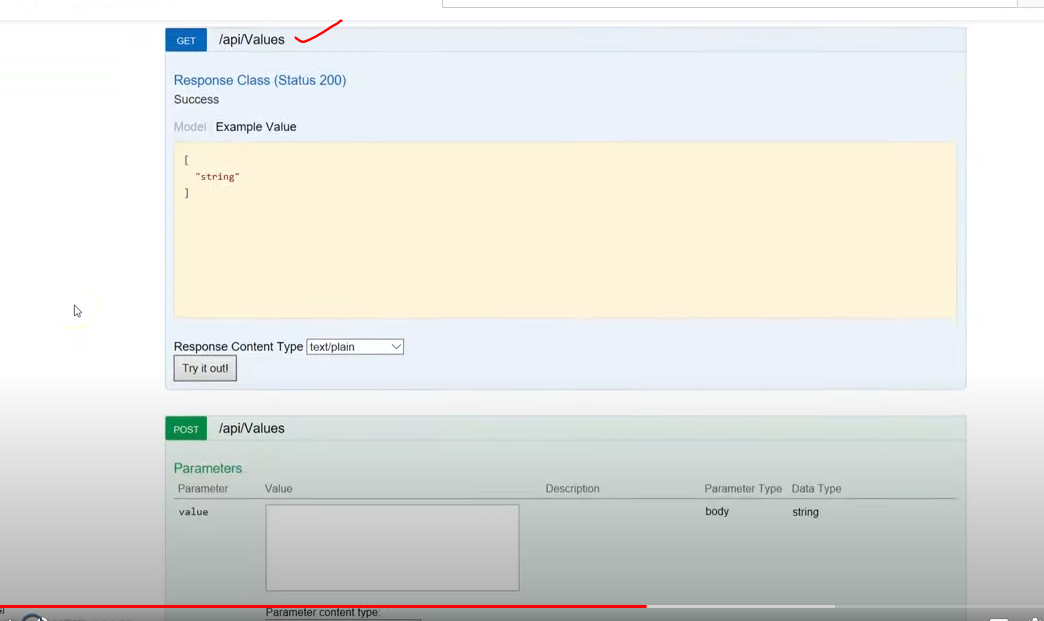 GET /api/Values
Response Class (Status 200)
Success
Model Example Value
[
"string"
]
Response Content Type text/plain
Try it out!
POST /api/Values
Parameters
Parameter Value Description Parameter Type Data Type
value body string
Parameter content type: